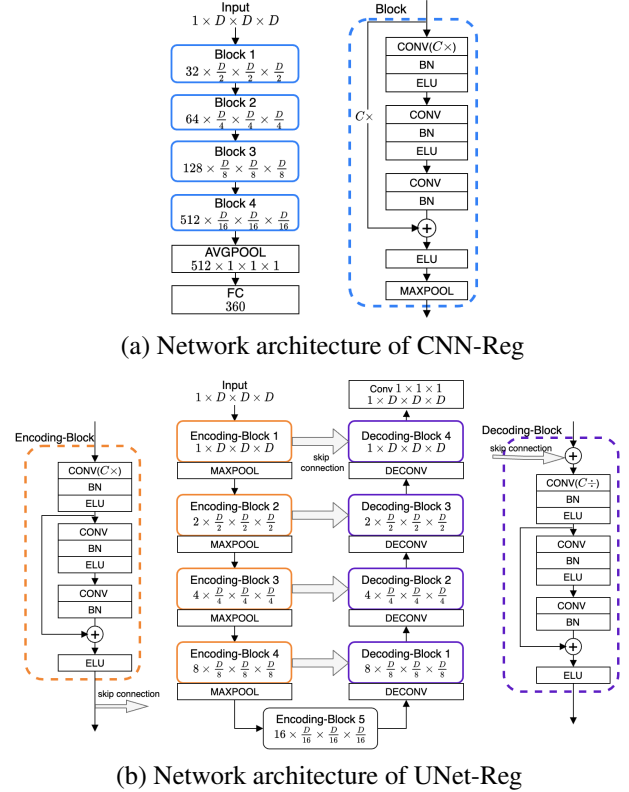 Input
1 × D × D × D
Block 1
32 × D/2 × D/2 × D/2
Block 2
64 × D/4 × D/4 × D/4
Block 3
128 × D/8 × D/8 × D/8
Block 4
512 × D/16 × D/16 × D/16
AVGPOOL
512 × 1 × 1 × 1
FC
360
Block
CONV(C×)
BN
ELU
C×
CONV
BN
ELU
CONV
BN
+
ELU
MAXPOOL
(a) Network architecture of CNN-Reg
Encoding-Block
CONV(C×)
BN
ELU
CONV
BN
ELU
CONV
BN
+
ELU
skip connection
Input
1 × D × D × D
Encoding-Block 1
1 × D × D × D
MAXPOOL
Encoding-Block 2
2 × D/2 × D/2 × D/2
MAXPOOL
Encoding-Block 3
4 × D/4 × D/4 × D/4
MAXPOOL
Encoding-Block 4
8 × D/8 × D/8 × D/8
MAXPOOL
Encoding-Block 5
16 × D/16 × D/16 × D/16
skip
connection
Conv 1 × 1 × 1
1 × D × D × D
Decoding-Block 4
1 × D × D × D
DECONV
Decoding-Block 3
2 × D/2 × D/2 × D/2
DECONV
Decoding-Block 2
4 × D/4 × D/4 × D/4
DECONV
Decoding-Block 1
8 × D/8 × D/8 × D/8
DECONV
Decoding-Block
skip connection
+
CONV(C÷)
BN
ELU
CONV
BN
ELU
CONV
BN
+
ELU
(b) Network architecture of UNet-Reg